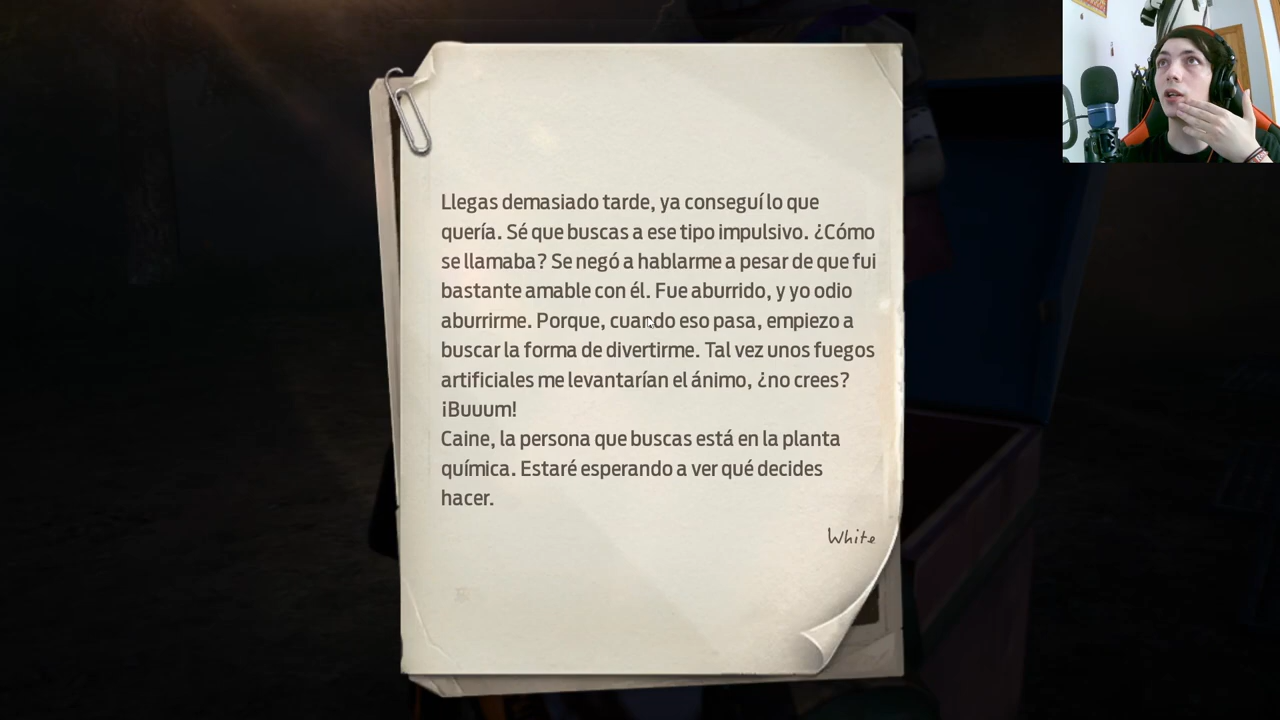 Llegas demasiado tarde, ya conseguí lo que
quería. Sé que buscas a ese tipo impulsivo. ¿Cómo
se llamaba? Se negó a hablarme a pesar de que fui
bastante amable con él. Fue aburrido, y yo odio
aburrirme. Porque, cuando eso pasa, empiezo a
buscar la forma de divertirme. Tal vez unos fuegos
artificiales me levantarían el ánimo, ¿no crees?
¡Buuum!
Caine, la persona que buscas está en la planta
química. Estaré esperando a ver qué decides
hacer.
White